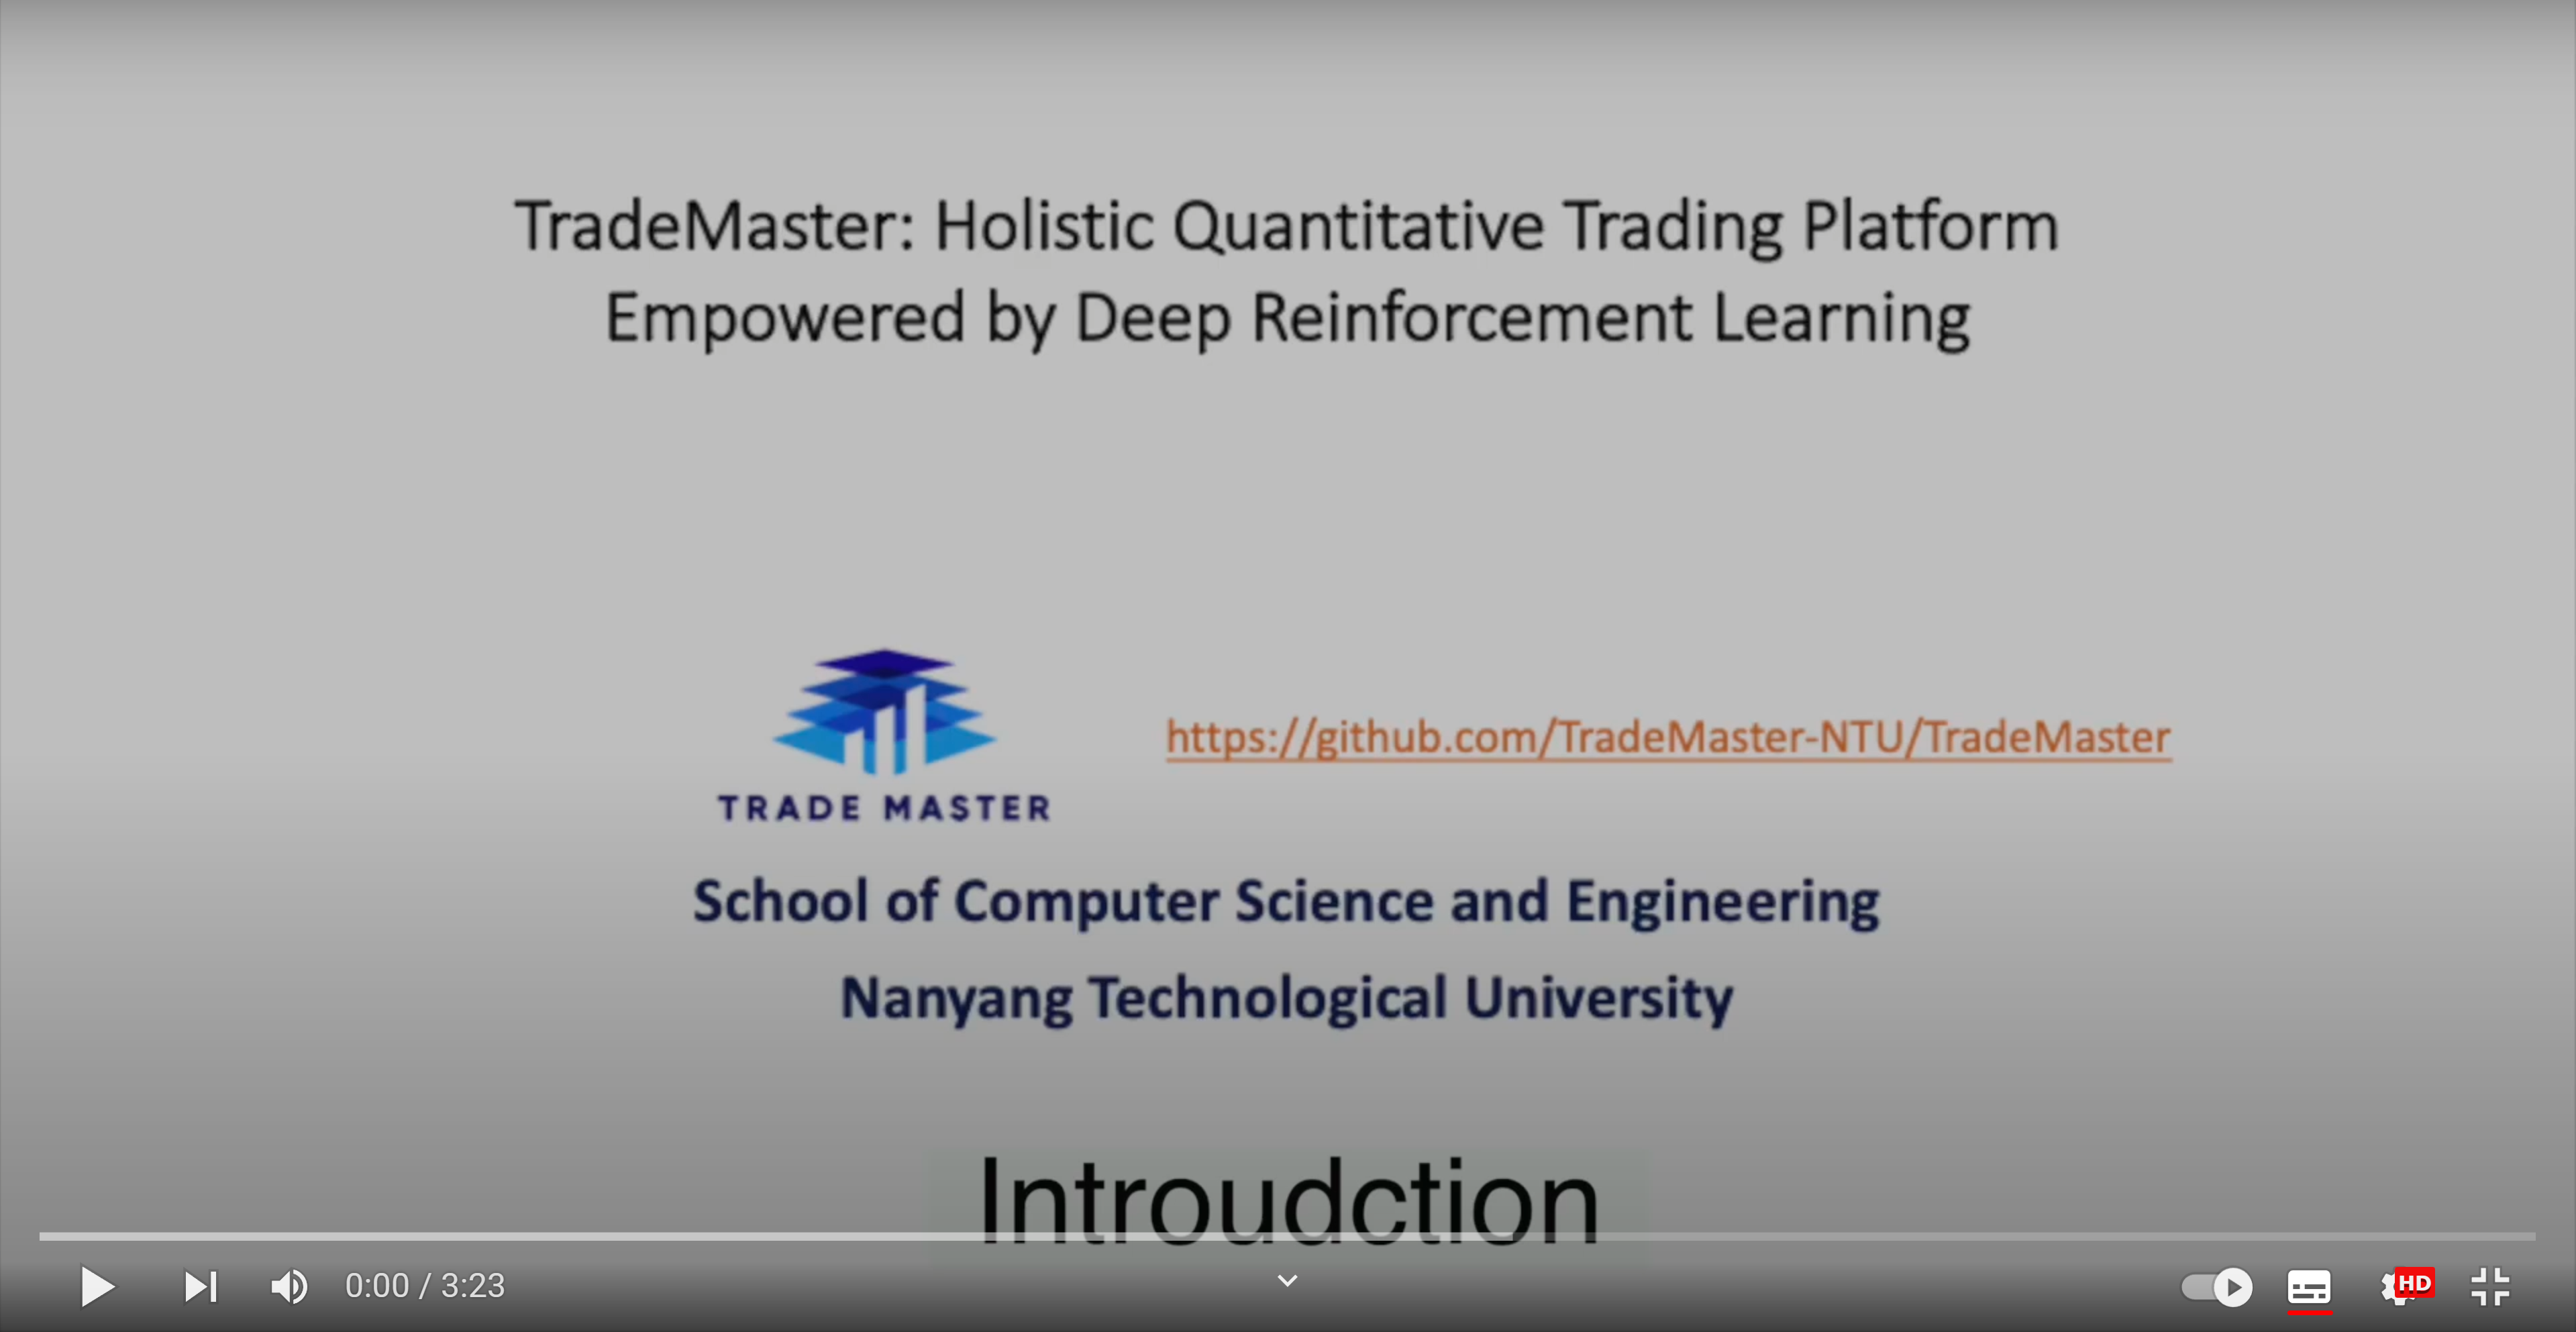 TradeMaster: Holistic Quantitative Trading Platform
Empowered by Deep Reinforcement Learning
https://github.com/TradeMaster-NTU/TradeMaster
TRADE MASTER
School of Computer Science and Engineering
Nanyang Technological University
Introudction
0:00 / 3:23
HD